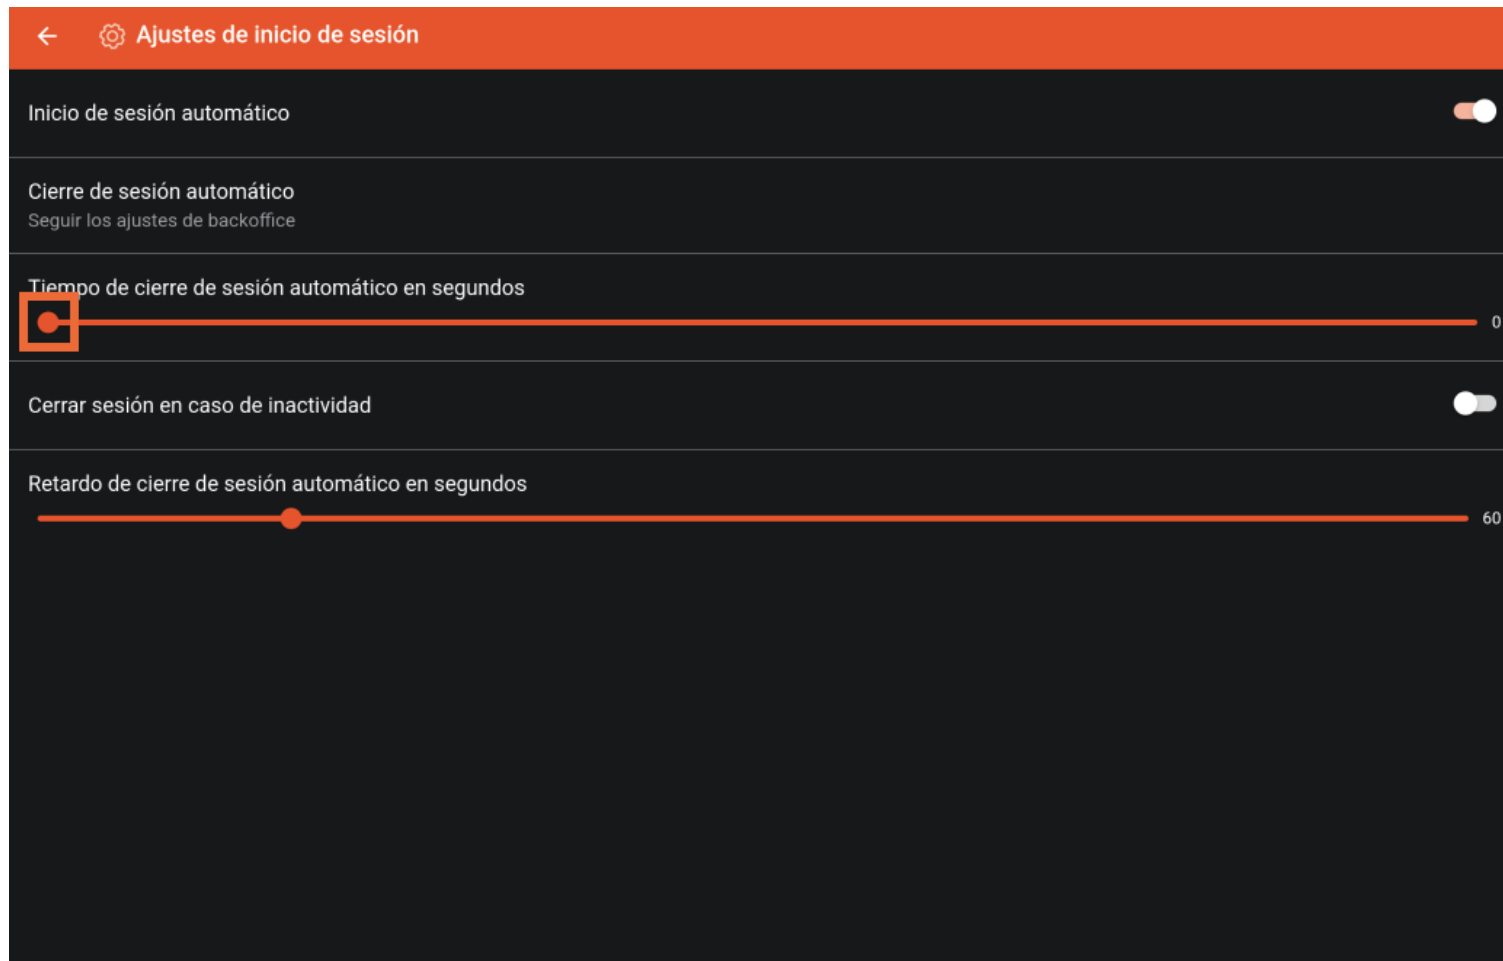 Ajustes de inicio de sesión
Inicio de sesión automático
Cierre de sesión automático
Seguir los ajustes de backoffice
Tiempo de cierre de sesión automático en segundos
0
Cerrar sesión en caso de inactividad
Retardo de cierre de sesión automático en segundos
60